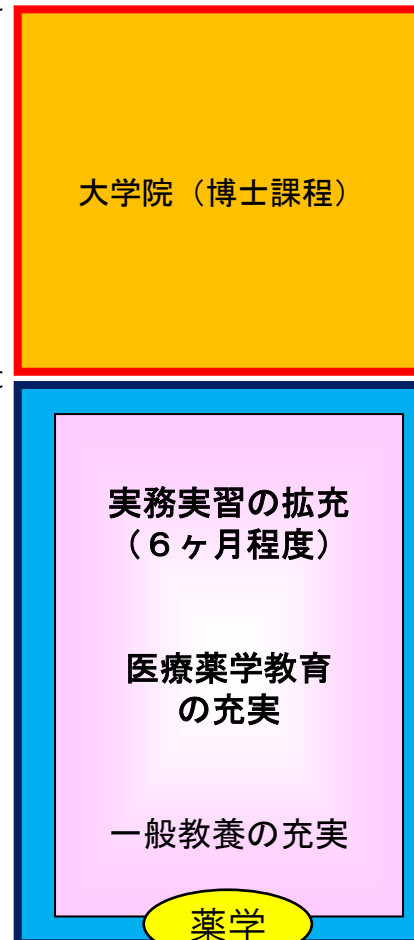 大学院（博士課程）
実務実習の拡充
（６ヶ月程度）
医療薬学教育
の充実
一般教養の充実
薬学